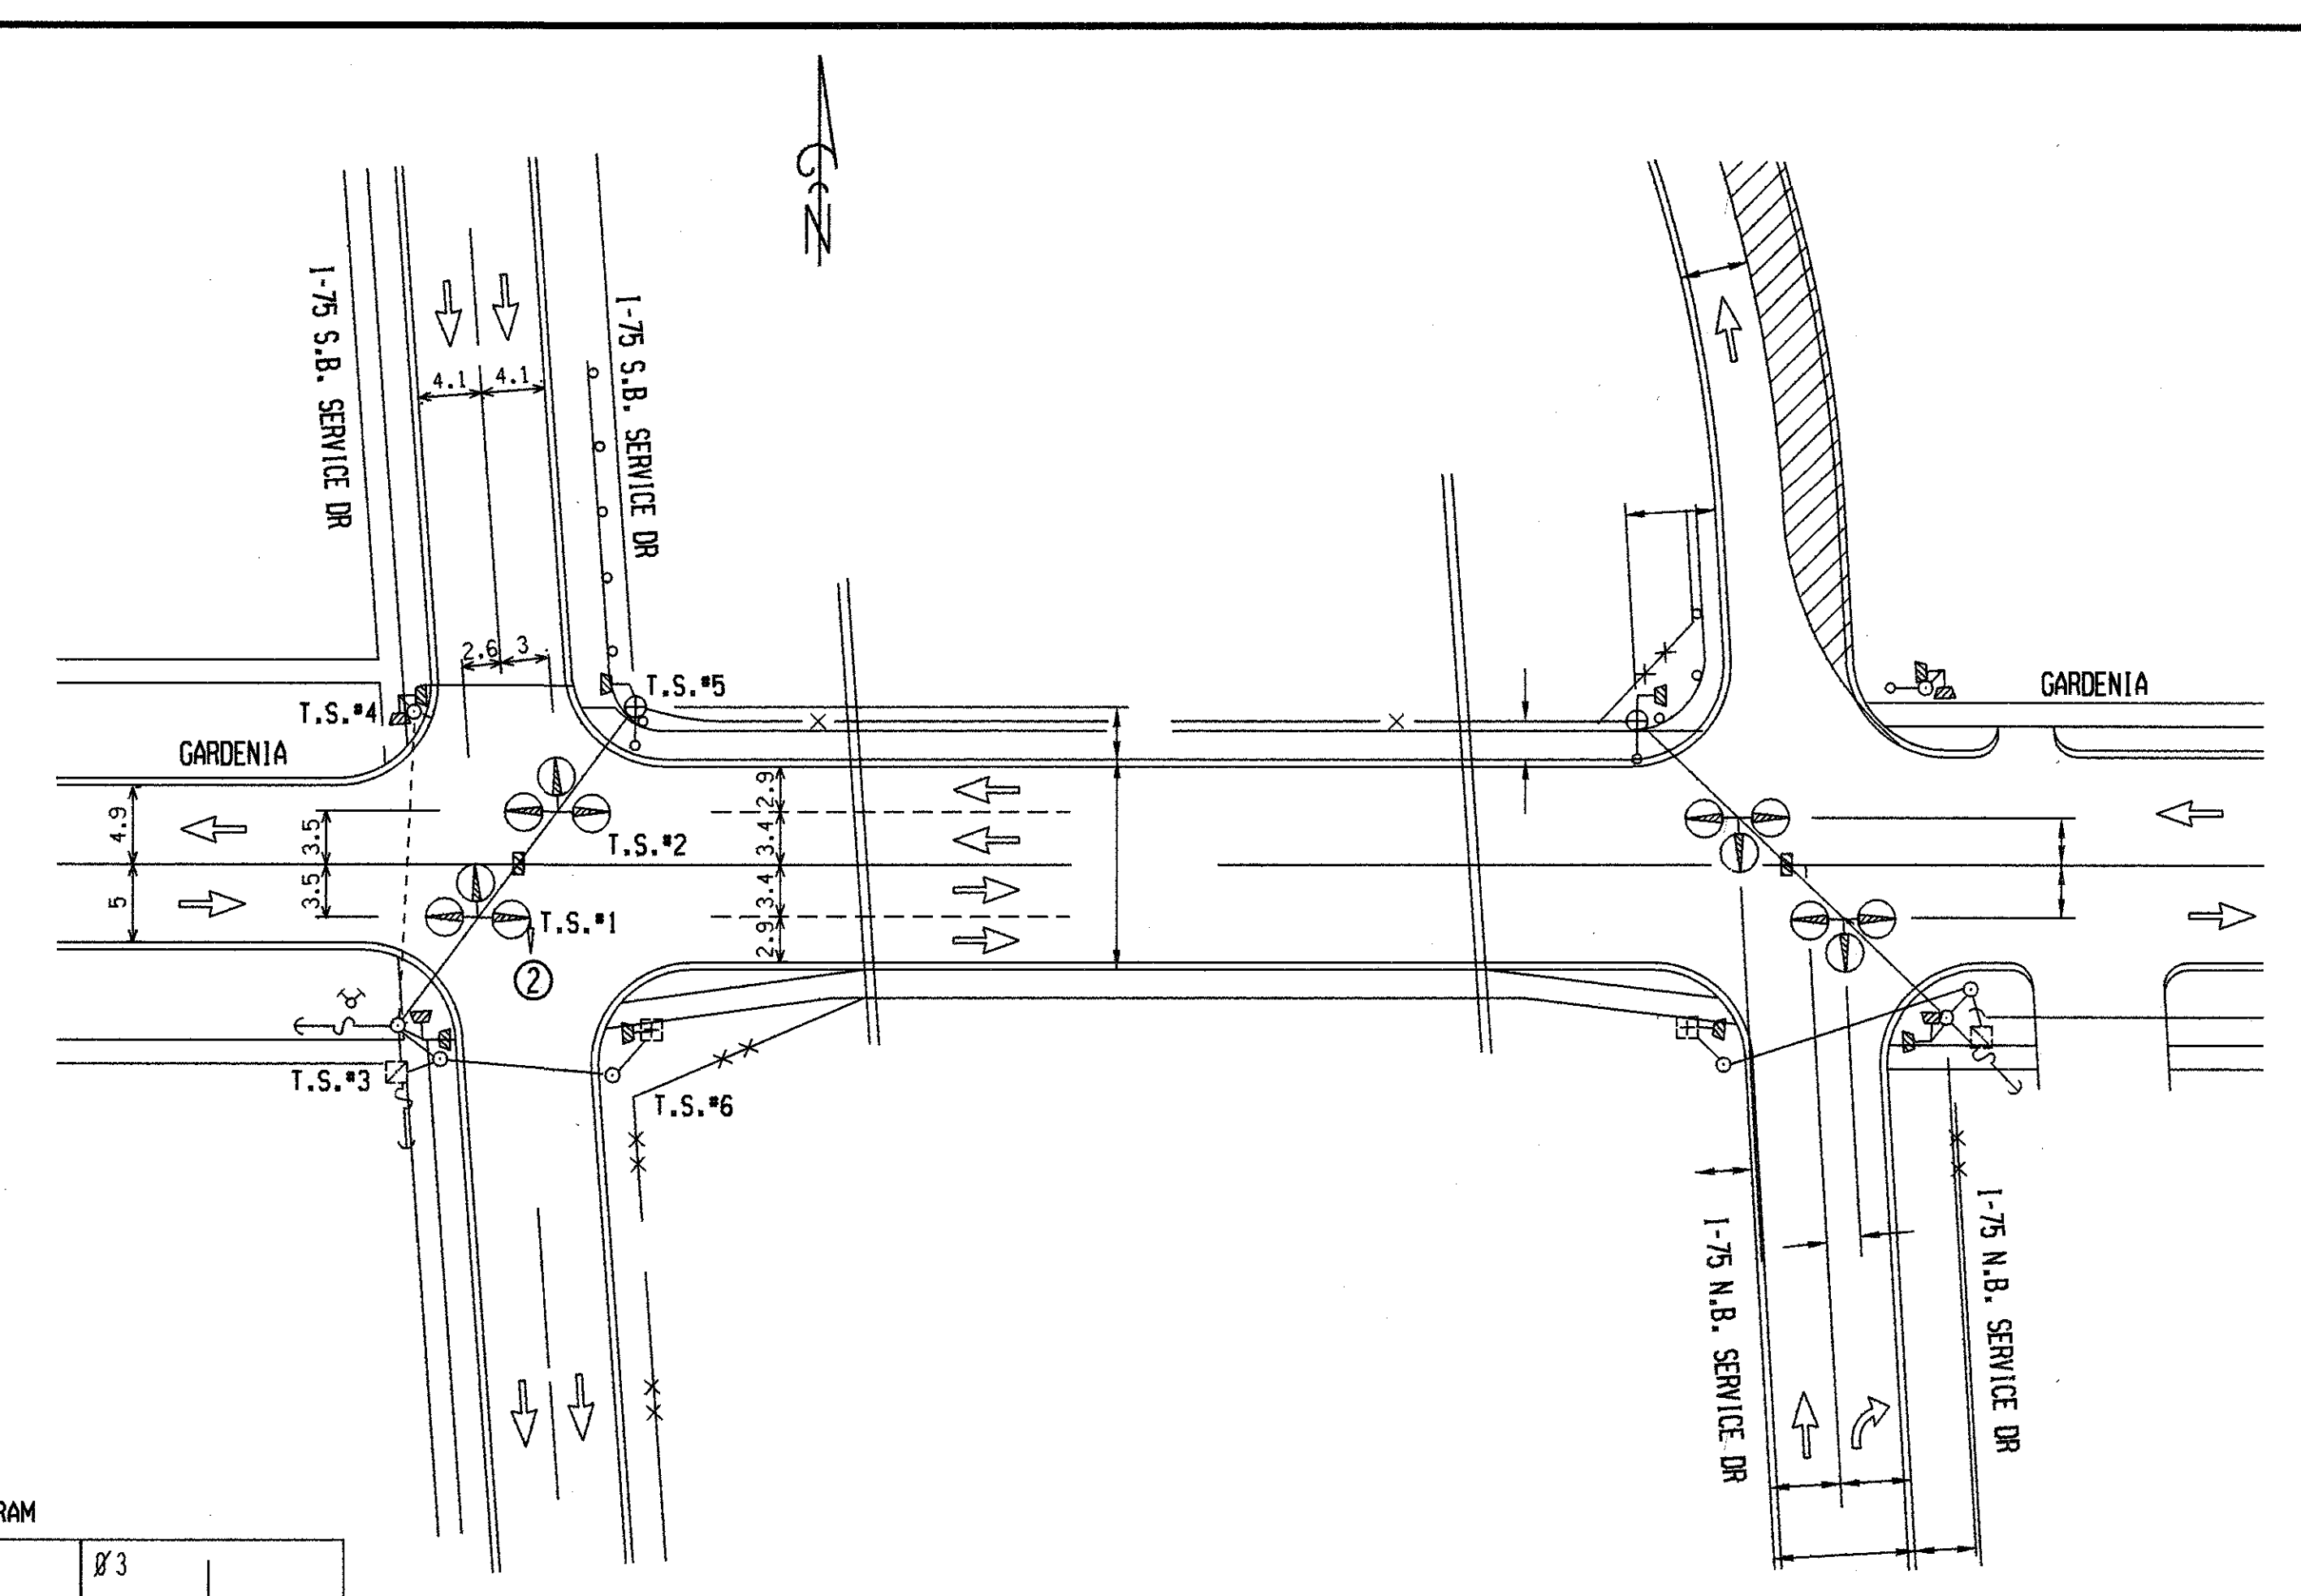 N
I-75 S.B. SERVICE DR
I-75 S.B. SERVICE DR
4.1
4.1
2.6
3
T.S.#5
T.S.#4
GARDENIA
GARDENIA
4.9
3.5
2.9
3.4
T.S.#2
5
3.5
3.4
2.9
T.S.#1
2
T.S.#3
T.S.#6
I-75 N.B. SERVICE DR
I-75 N.B. SERVICE DR
RAM
Ø3